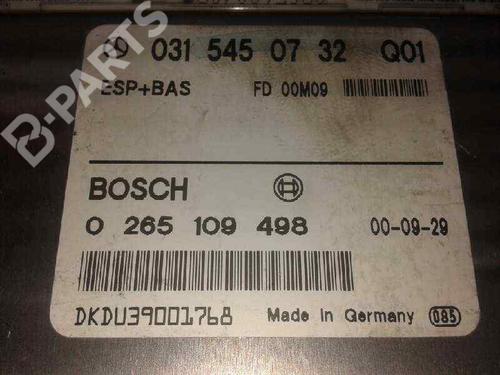 031 545 07 32 Q01
ESP+BAS FD 00M09
BOSCH
0 265 109 498 00-09-29
DKDU39001768 Made in Germany 085
B-PARTS